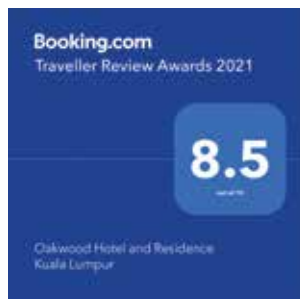 Booking.com
Traveller Review Awards 2021
8.5
Oakwood Hotel and Residence
Kuala Lumpur